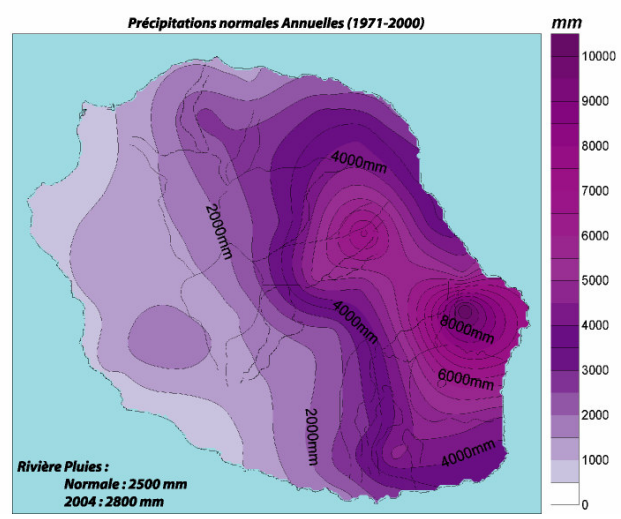 Précipitations normales Annuelles (1971-2000)
mm
10000
9000
8000
7000
6000
5000
4000
3000
2000
1000
0
4000mm
2000mm
4000mm
8000mm
6000mm
2000mm
4000mm
Rivière Pluies :
Normale : 2500 mm
2004 : 2800 mm